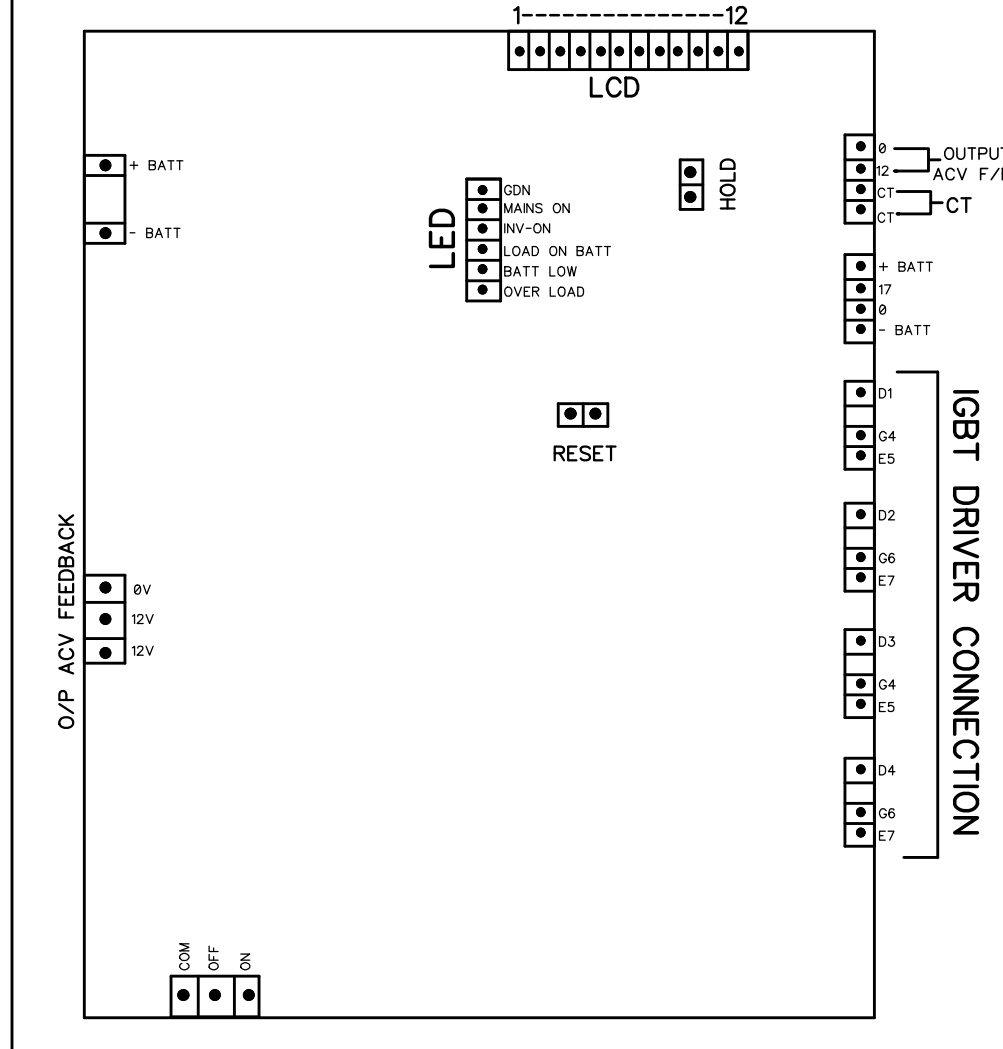 1--------------------12
LCD
+ BATT
- BATT
LED
GDN
MAINS ON
INV-ON
LOAD ON BATT
BATT LOW
OVER LOAD
HOLD
0
12
CT
CT
OUTPUT
ACV
CT
+ BATT
17
0
- BATT
RESET
D1
G4
E5
D2
G6
E7
D3
G4
E5
D4
G6
E7
IGBT DRIVER CONNECTION
O/P ACV FEEDBACK
0V
12V
12V
COM
OFF
ON